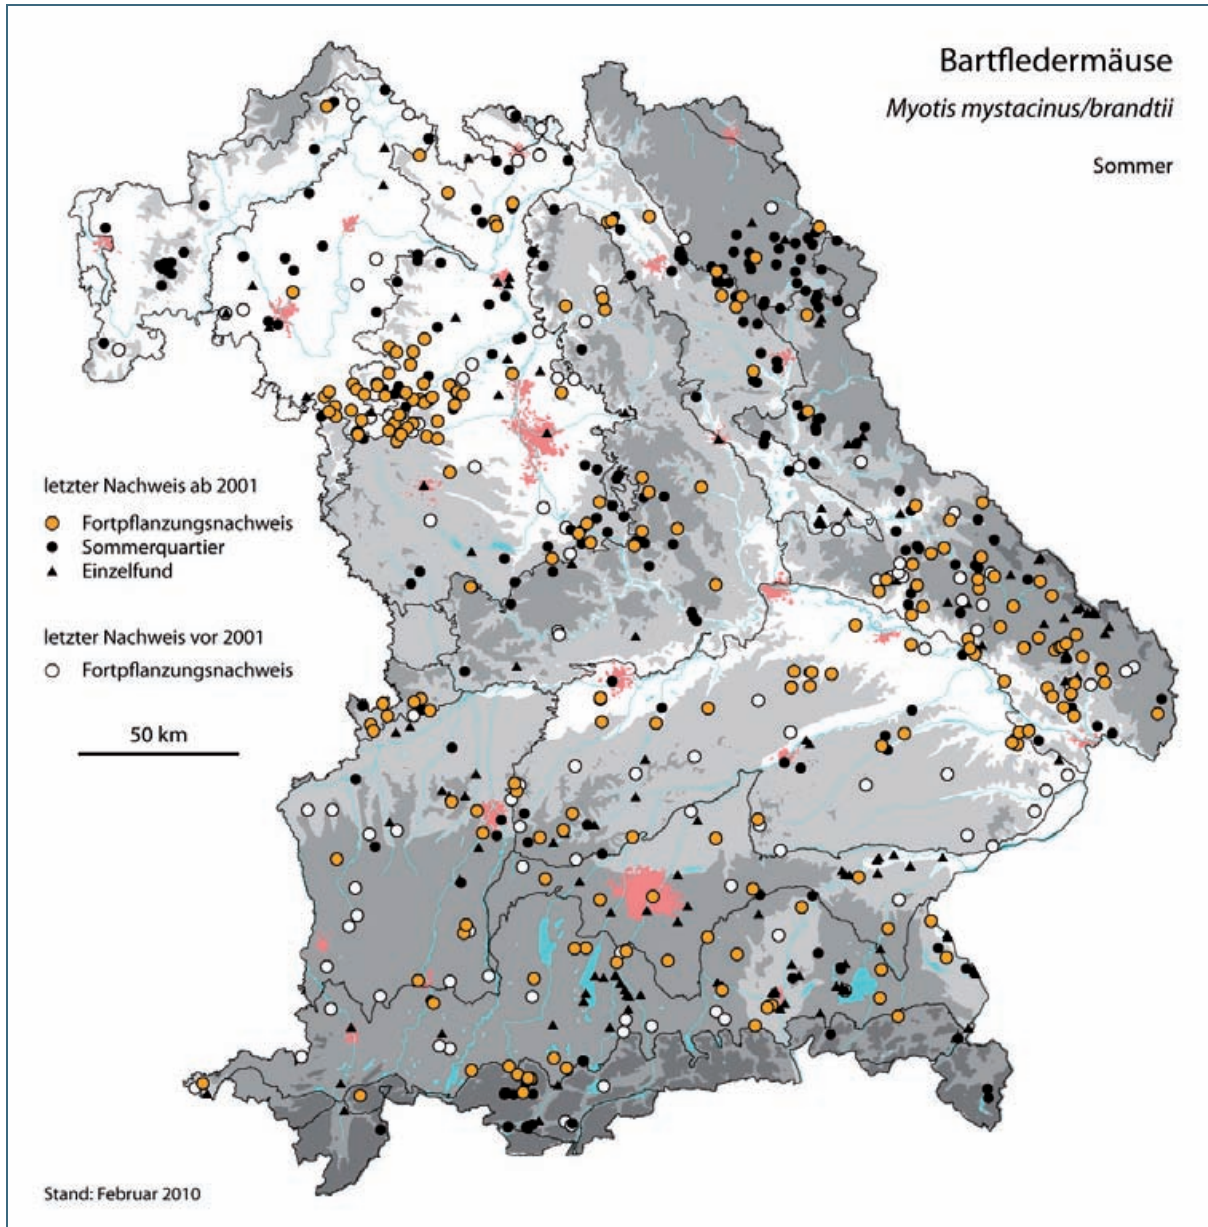 Bartfledermäuse
Myotis mystacinus/brandtii
Sommer
letzter Nachweis ab 2001
Fortpflanzungsnachweis
Sommerquartier
Einzelfund
letzter Nachweis vor 2001
Fortpflanzungsnachweis
50 km
Stand: Februar 2010